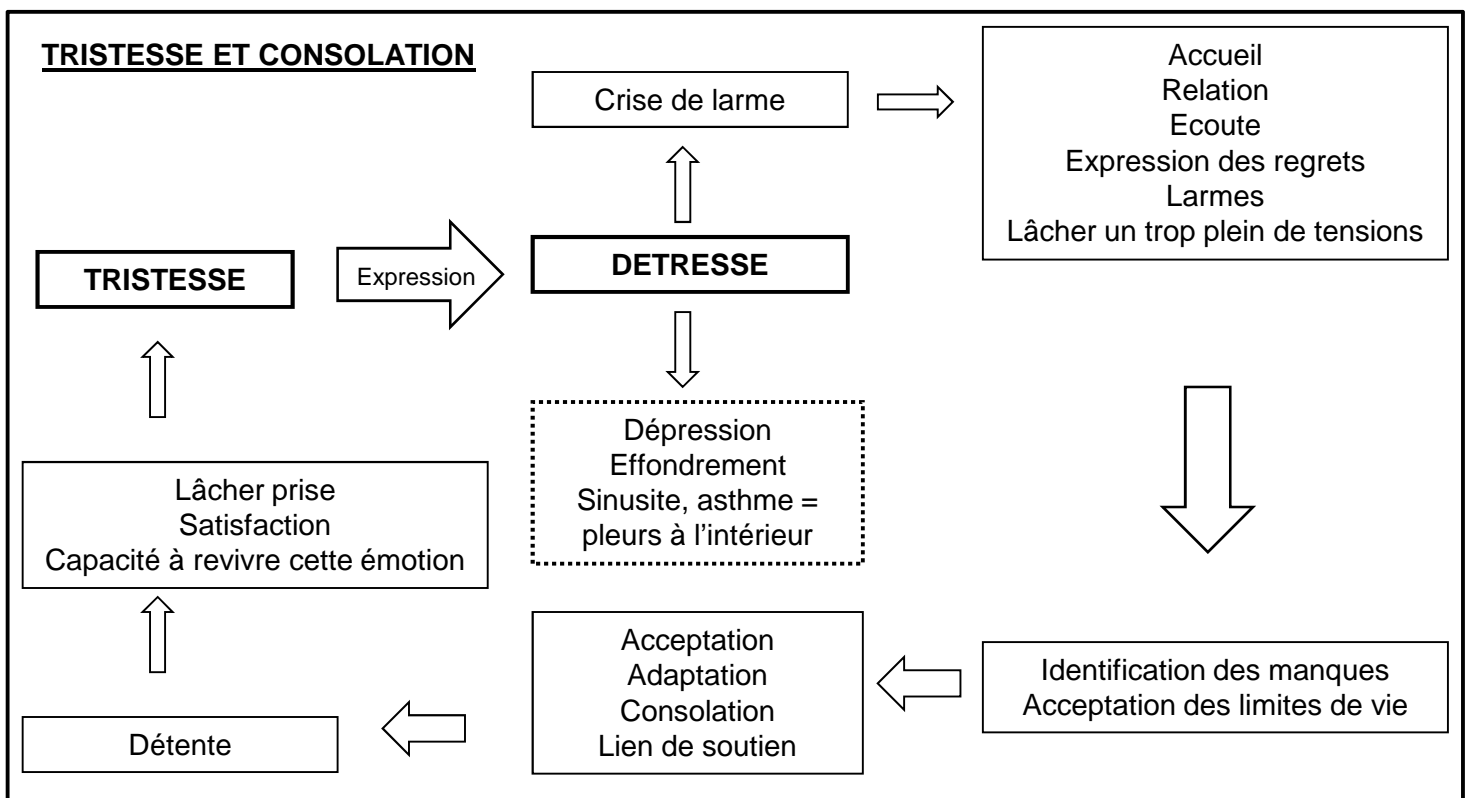 TRISTESSE ET CONSOLATION
Crise de larme
Accueil
Relation
Ecoute
Expression des regrets
Larmes
Lâcher un trop plein de tensions
TRISTESSE
Expression
DETRESSE
Dépression
Effondrement
Sinusite, asthme =
pleurs à l’intérieur
Lâcher prise
Satisfaction
Capacité à revivre cette émotion
Acceptation
Adaptation
Consolation
Lien de soutien
Identification des manques
Acceptation des limites de vie
Détente